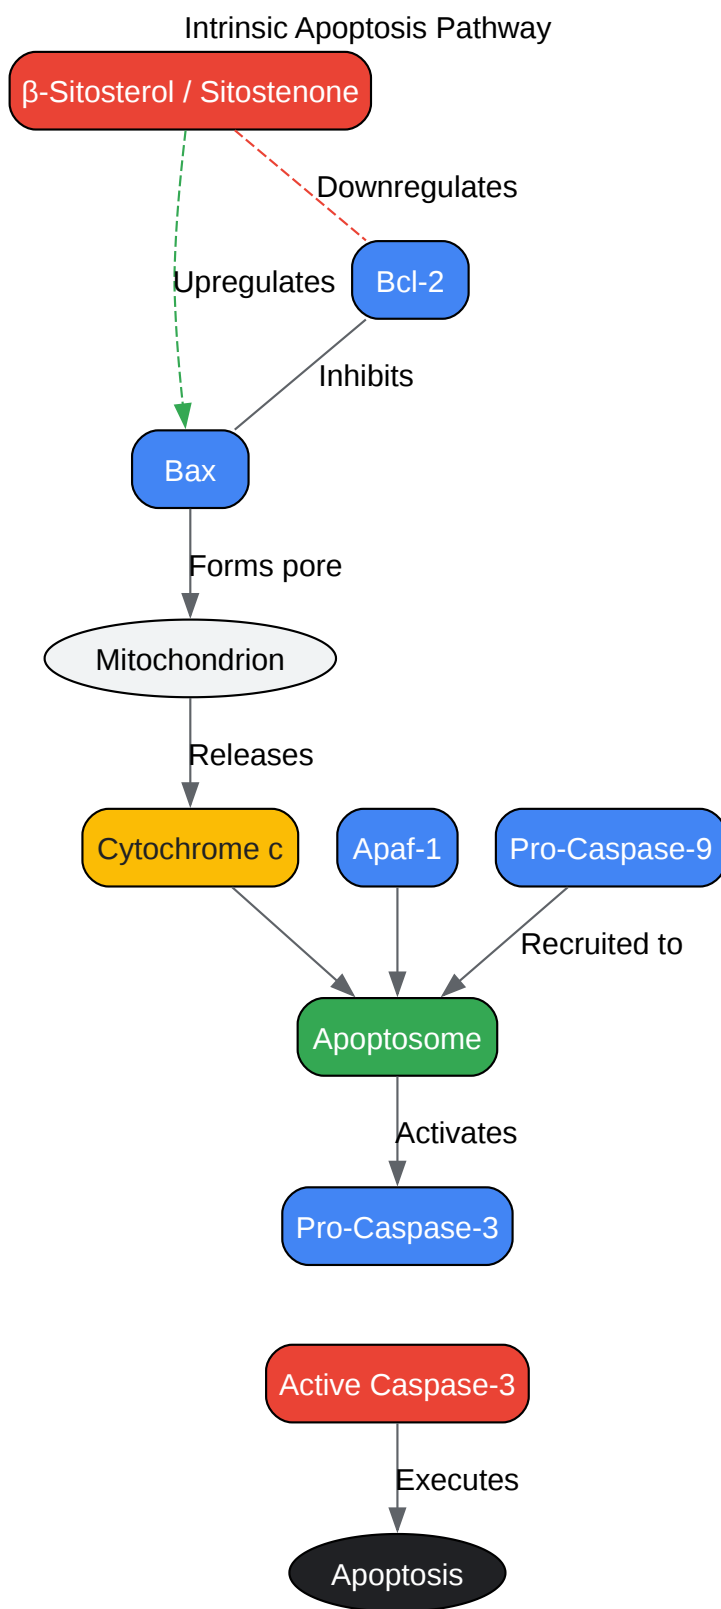 Intrinsic Apoptosis Pathway
β-Sitosterol / Sitostenone
Downregulates
Upregulates
Bcl-2
Inhibits
Bax
Forms pore
Mitochondrion
Releases
Cytochrome c
Apaf-1
Pro-Caspase-9
Recruited to
Apoptosome
Activates
Pro-Caspase-3
Active Caspase-3
Executes
Apoptosis